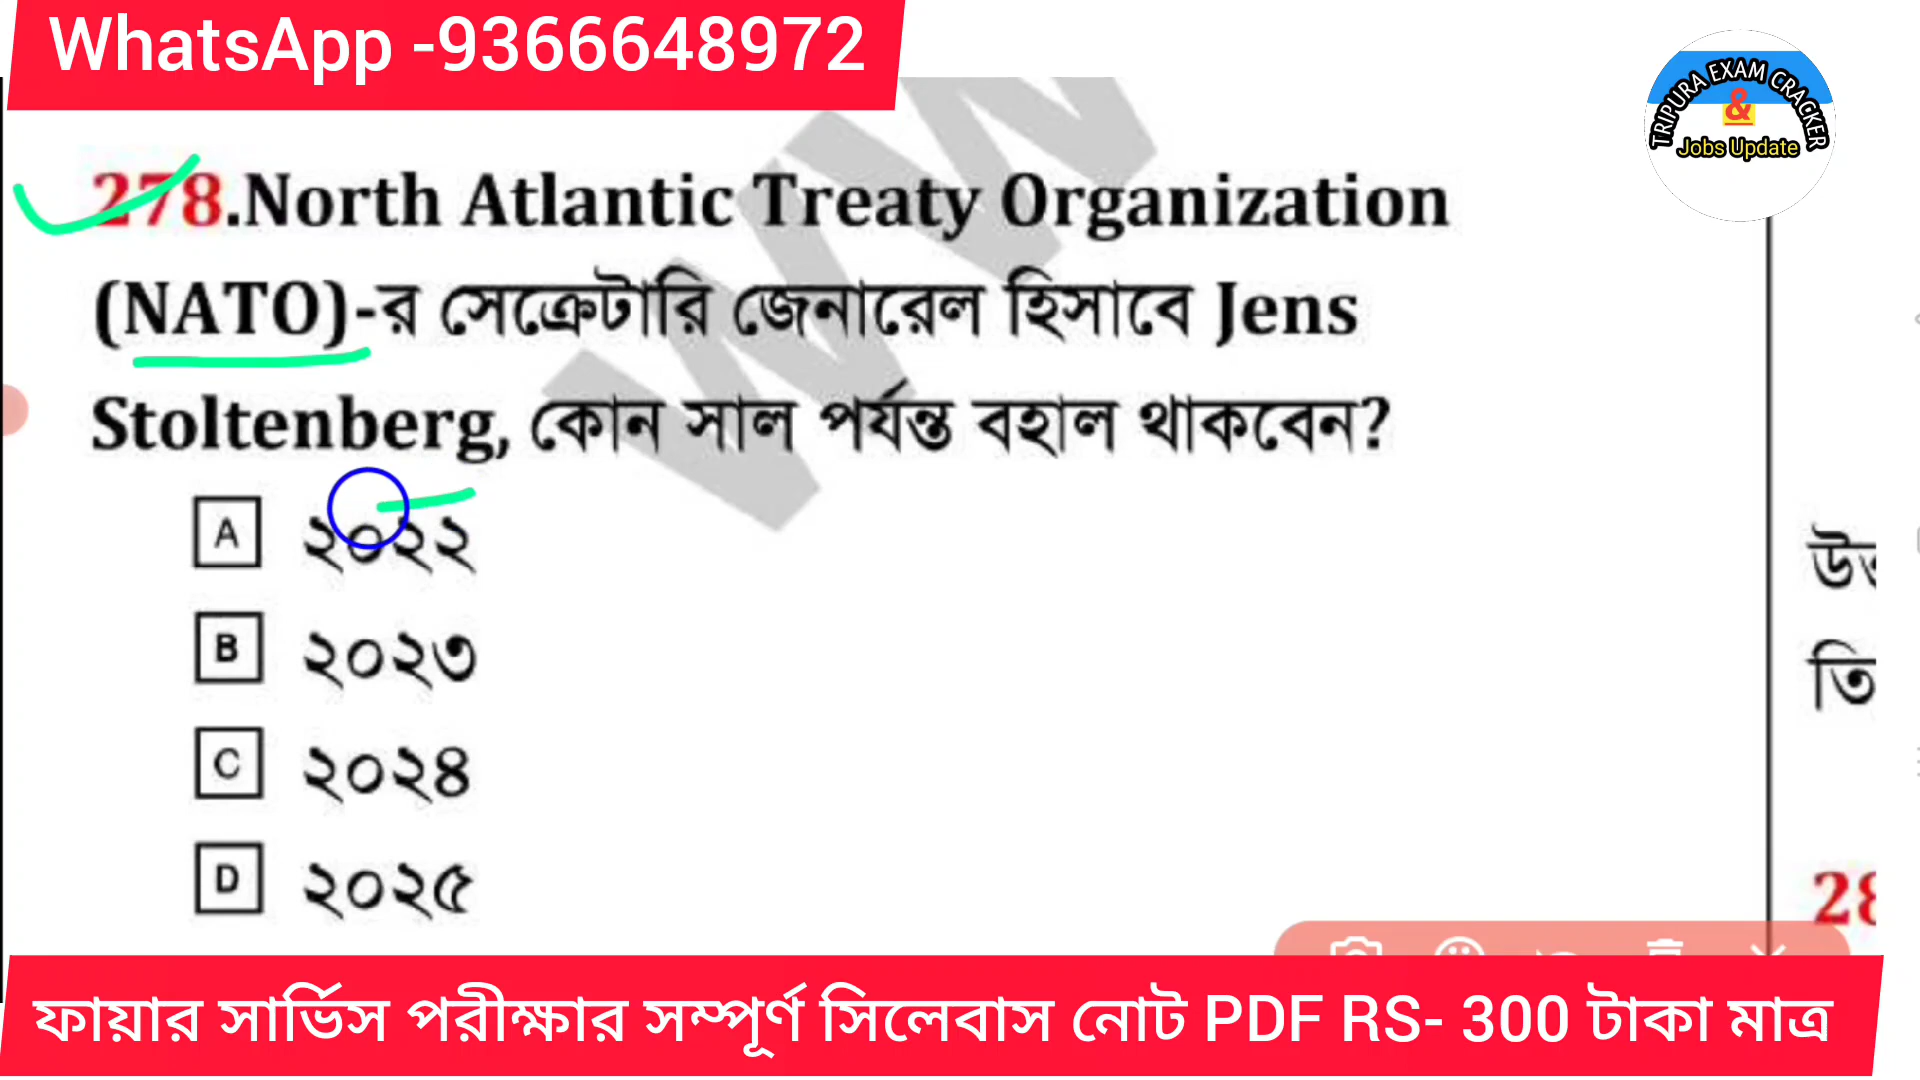 WhatsApp -9366648972
TRIPURA EXAM CRACKER
&
Jobs Update
278.North Atlantic Treaty Organization
(NATO)-র সেক্রেটারি জেনারেল হিসাবে Jens
Stoltenberg, কোন সাল পর্যন্ত বহাল থাকবেন?
A ২০২২
B ২০২৩
C ২০২৪
D ২০২৫
তি
ফায়ার সার্ভিস পরীক্ষার সম্পূর্ণ সিলেবাস নোট PDF RS- 300 টাকা মাত্র